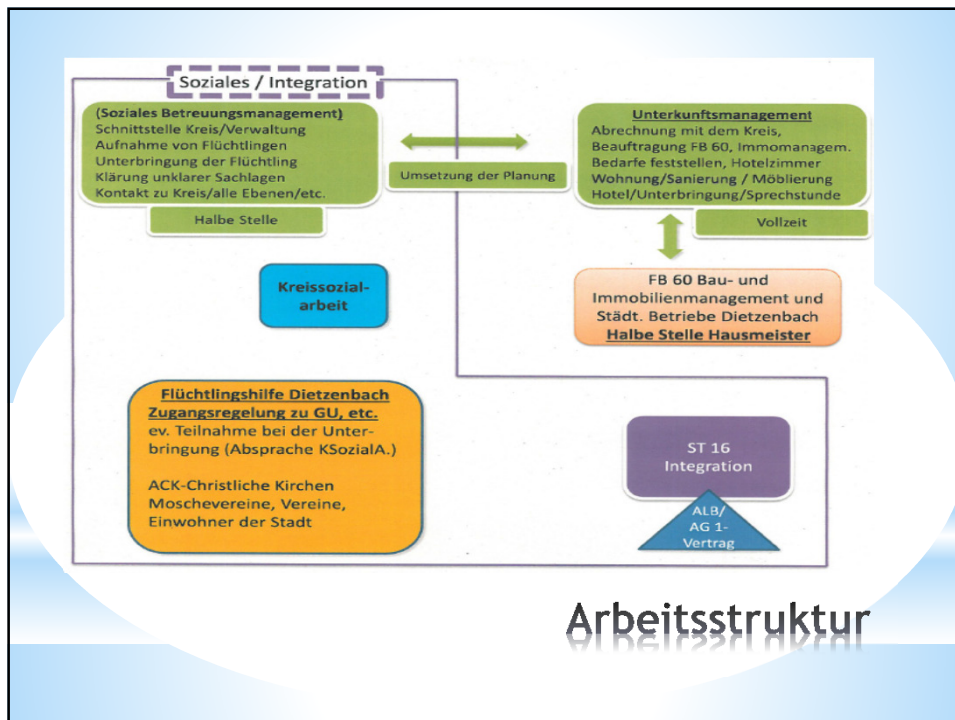 Soziales / Integration
(Soziales Betreuungsmanagement)
Schnittstelle Kreis/Verwaltung
Aufnahme von Flüchtlingen
Unterbringung der Flüchtling
Klärung unklarer Sachlagen
Kontakt zu Kreis/alle Ebenen/etc.
Halbe Stelle
Umsetzung der Planung
Unterkunftsmanagement
Abrechnung mit dem Kreis,
Beauftragung FB 60, Immomanagem.
Bedarfe feststellen, Hotelzimmer
Wohnung/Sanierung / Möblierung
Hotel/Unterbringung/Sprechstunde
Vollzeit
Kreissozial-
arbeit
FB 60 Bau- und
Immobilienmanagement und
Städt. Betriebe Dietzenbach
Halbe Stelle Hausmeister
Flüchtlingshilfe Dietzenbach
Zugangsregelung zu GU, etc.
ev. Teilnahme bei der Unter-
bringung (Absprache KSozialA.)
ACK-Christliche Kirchen
Moschevereine, Vereine,
Einwohner der Stadt
ST 16
Integration
ALB/
AG 1-
Vertrag
Arbeitsstruktur